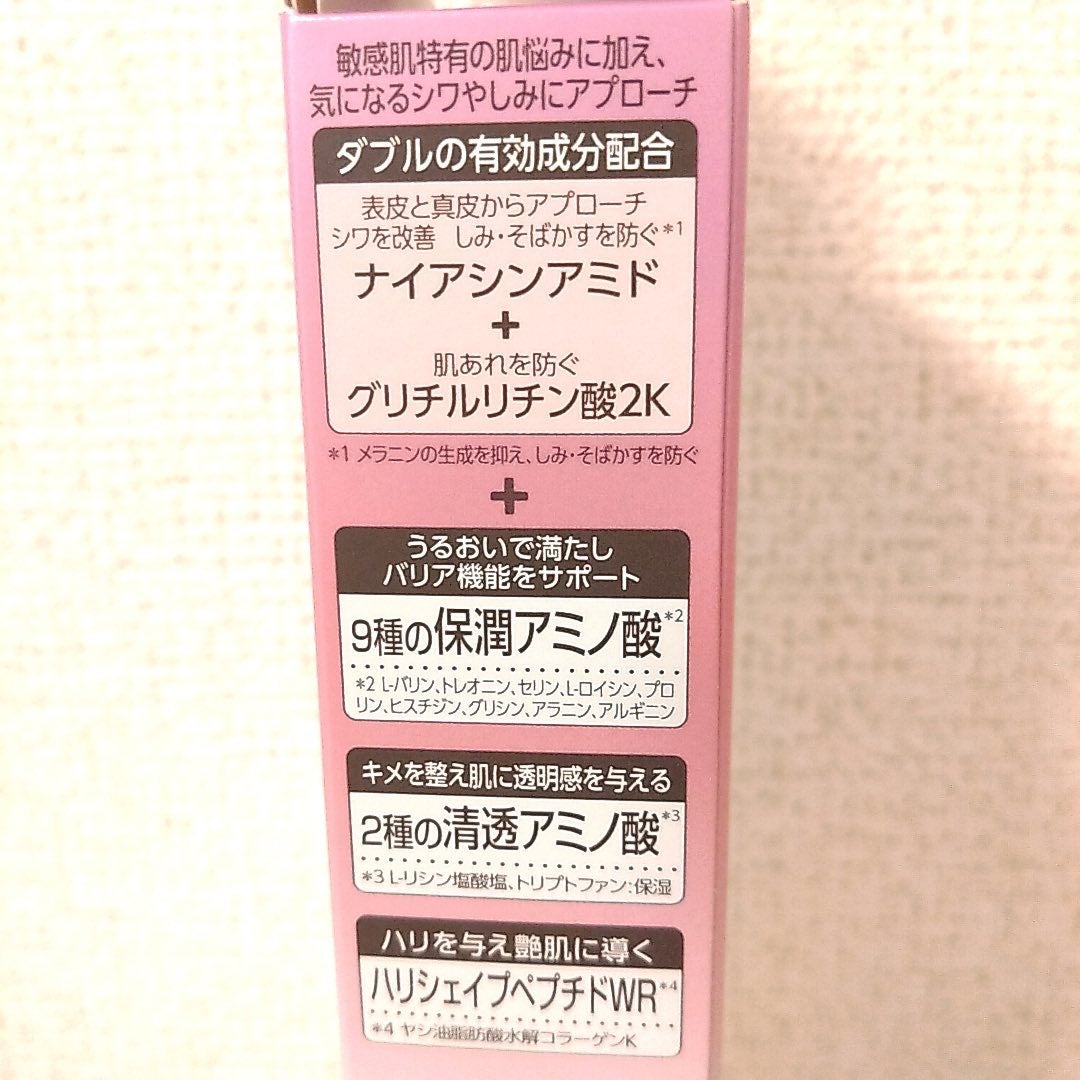 敏感肌特有の肌悩みに加え、
気になるシワやしみにアプローチ
ダブルの有効成分配合
表皮と真皮からアプローチ
シワを改善 しみ・そばかすを防ぐ*1
ナイアシンアミド
+
肌あれを防ぐ
グリチルリチン酸2K
*1 メラニンの生成を抑え、しみ・そばかすを防ぐ
+
うるおいで満たし
バリア機能をサポート
9種の保潤アミノ酸*2
*2 L-バリン、トレオニン、セリン、L-ロイシン、プロ
リン、ヒスチジン、グリシン、アラニン、アルギニン
キメを整え肌に透明感を与える
2種の清透アミノ酸*3
*3 L-リシン塩酸塩、トリプトファン:保湿
ハリを与え艶肌に導く
ハリシェイプペプチドWR*4
*4 ヤシ油脂肪酸水解コラーゲンK